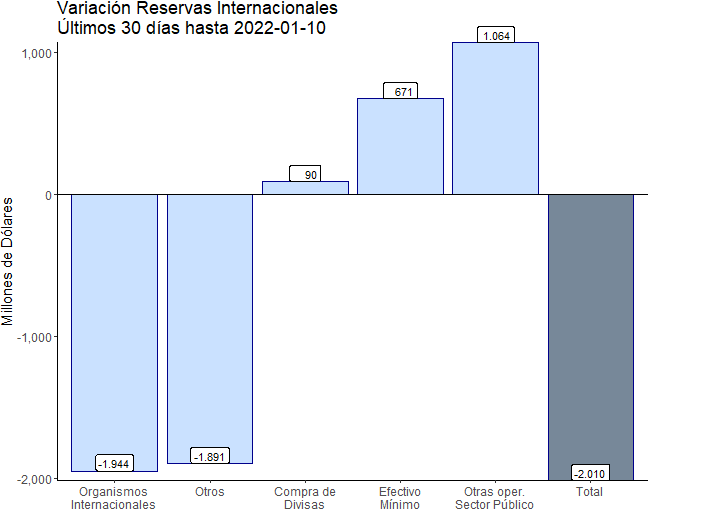 Variación Reservas Internacionales
Últimos 30 días hasta 2022-01-10
Millones de Dólares
1,000
0
-1,000
-2,000
-1.944
-1.891
90
671
1.064
-2.010
Organismos
Internacionales
Otros
Compra de
Divisas
Efectivo
Mínimo
Otras oper.
Sector Público
Total